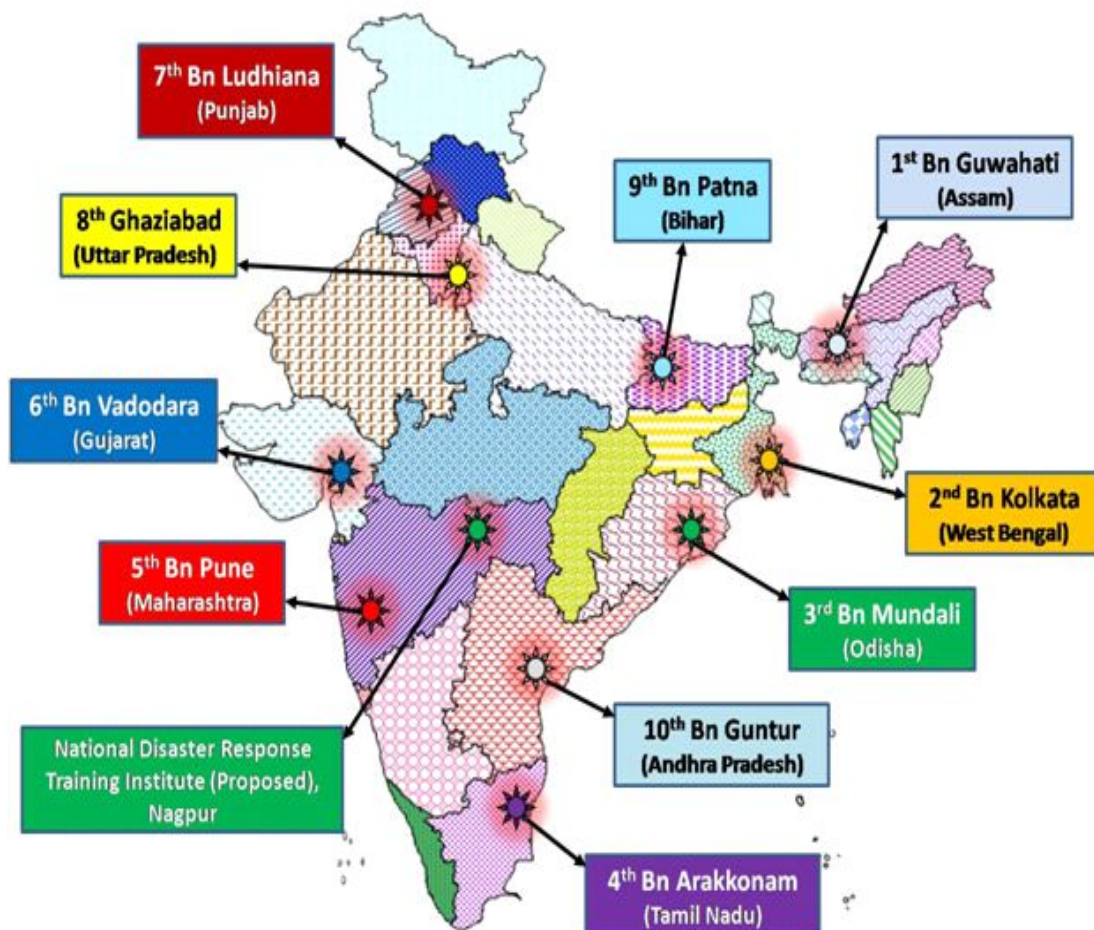 7th Bn Ludhiana
(Punjab)
8th Ghaziabad
(Uttar Pradesh)
9th Bn Patna
(Bihar)
1st Bn Guwahati
(Assam)
6th Bn Vadodara
(Gujarat)
2nd Bn Kolkata
(West Bengal)
5th Bn Pune
(Maharashtra)
3rd Bn Mundali
(Odisha)
National Disaster Response
Training Institute (Proposed),
Nagpur
10th Bn Guntur
(Andhra Pradesh)
4th Bn Arakkonam
(Tamil Nadu)